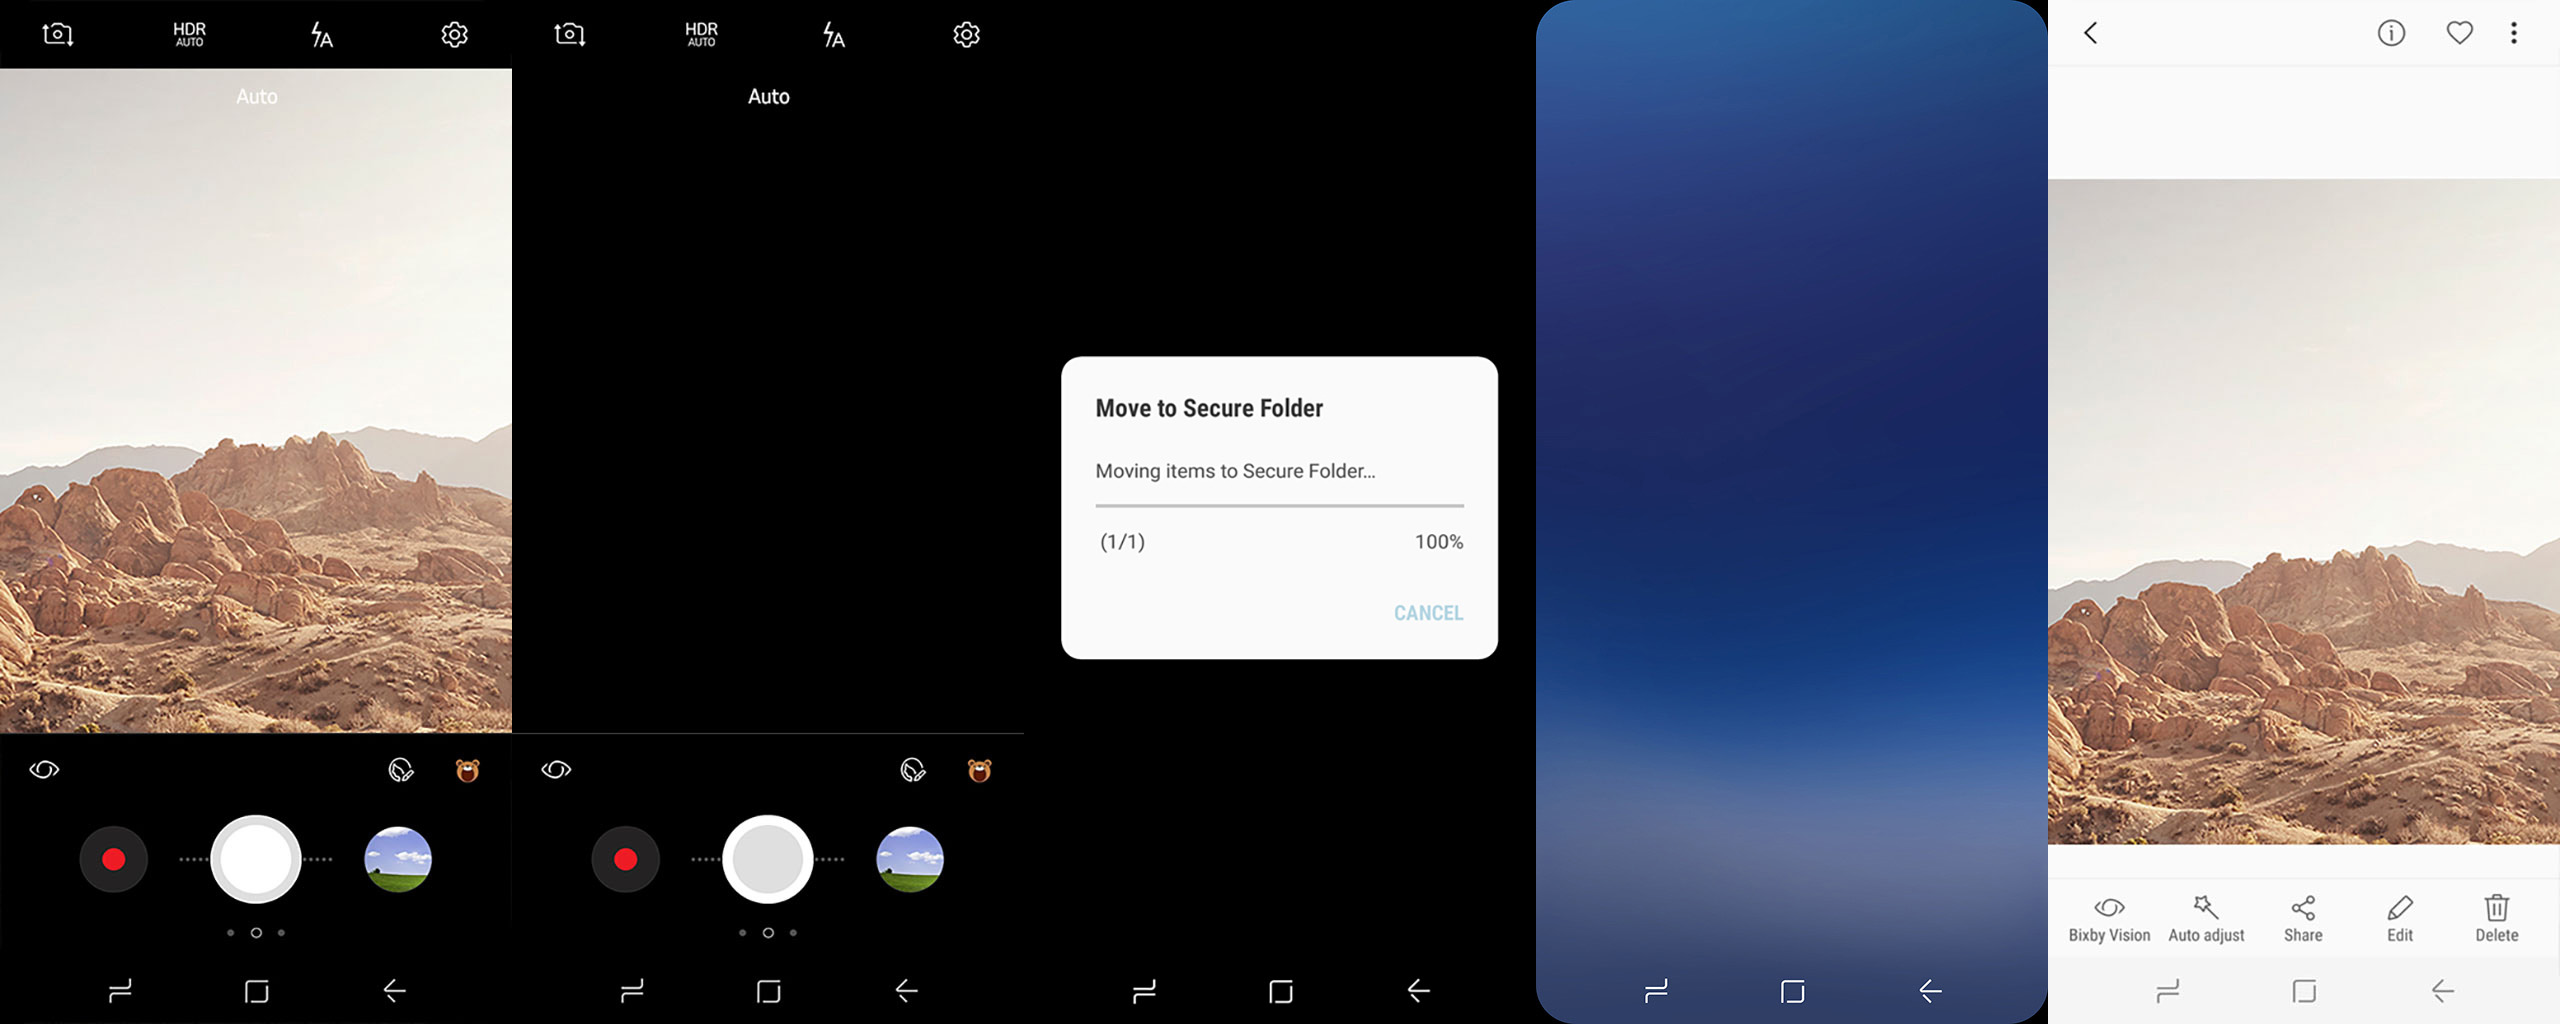 HDR
AUTO
A
Auto
HDR
AUTO
A
Auto
Move to Secure Folder
Moving items to Secure Folder...
(1/1) 100%
CANCEL
Bixby Vision Auto adjust Share Edit Delete